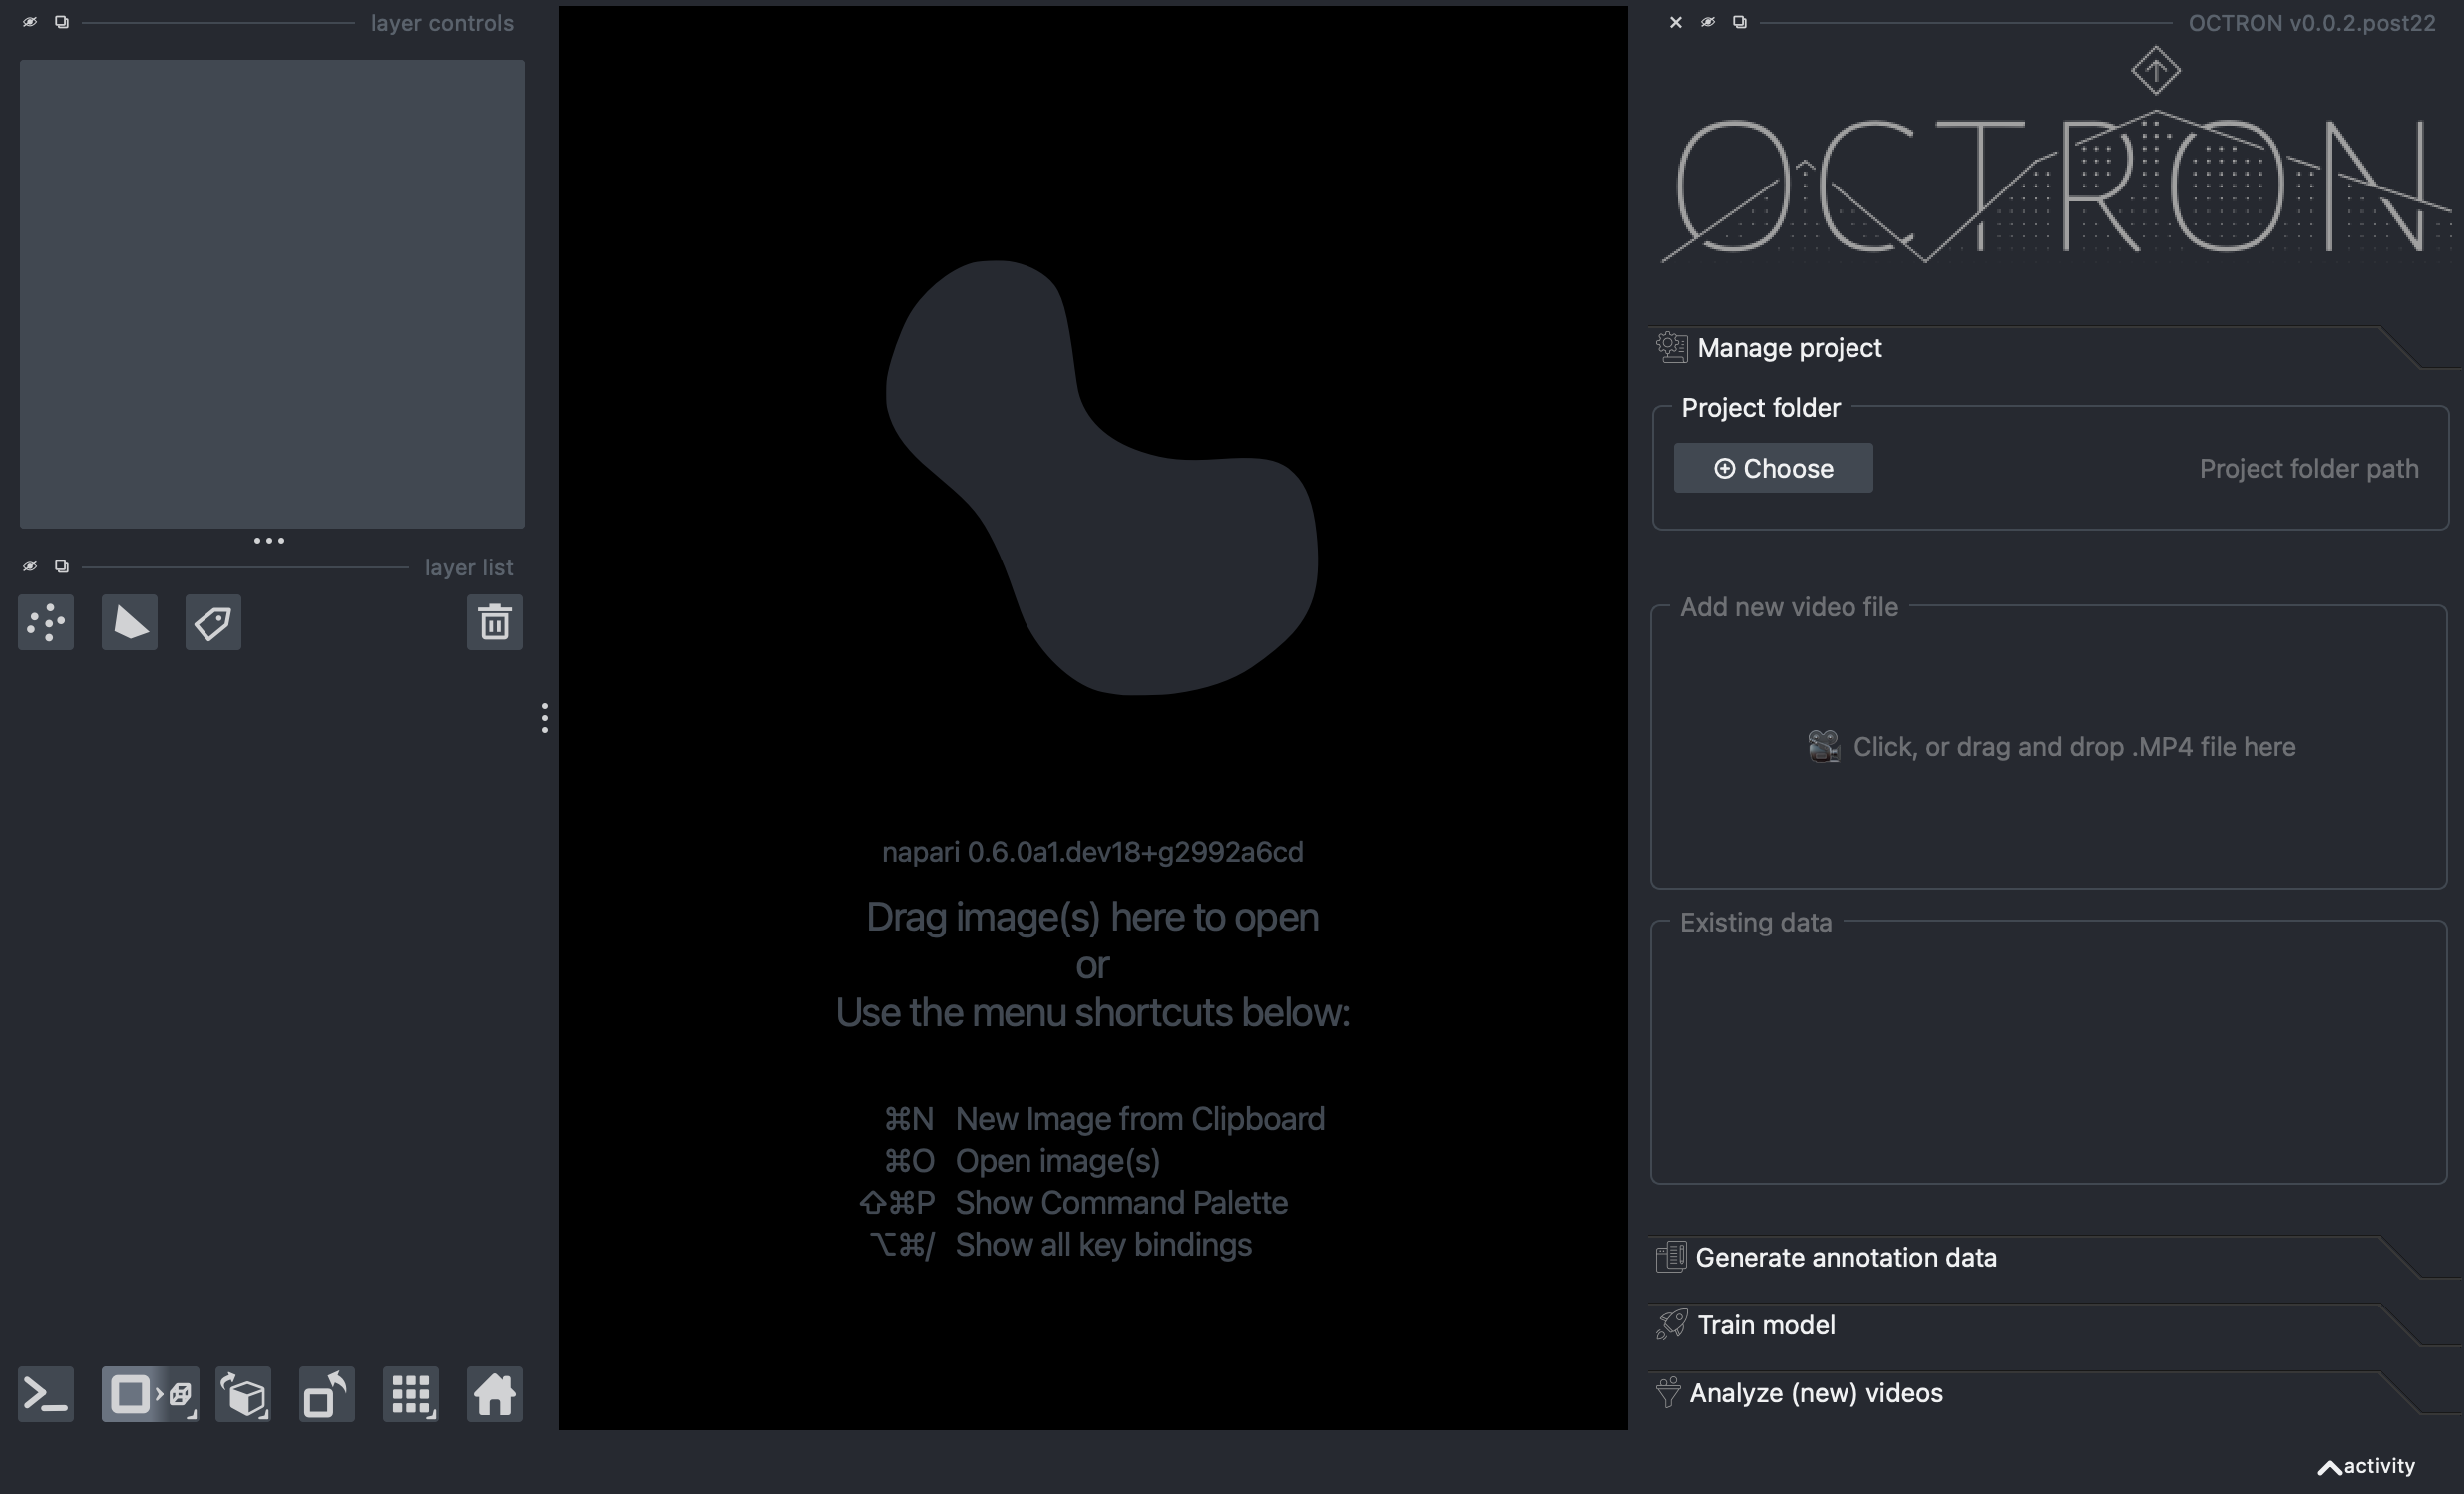 layer controls
layer list
napari 0.6.0a1.dev18+g2992a6cd
Drag image(s) here to open
or
Use the menu shortcuts below:
⌘N New Image from Clipboard
⌘O Open image(s)
⇧⌘P Show Command Palette
⌥⌘/ Show all key bindings
OCTRON v0.0.2.post22
OCTRON
Manage project
Project folder
Choose
Project folder path
Add new video file
Click, or drag and drop .MP4 file here
Existing data
Generate annotation data
Train model
Analyze (new) videos
activity